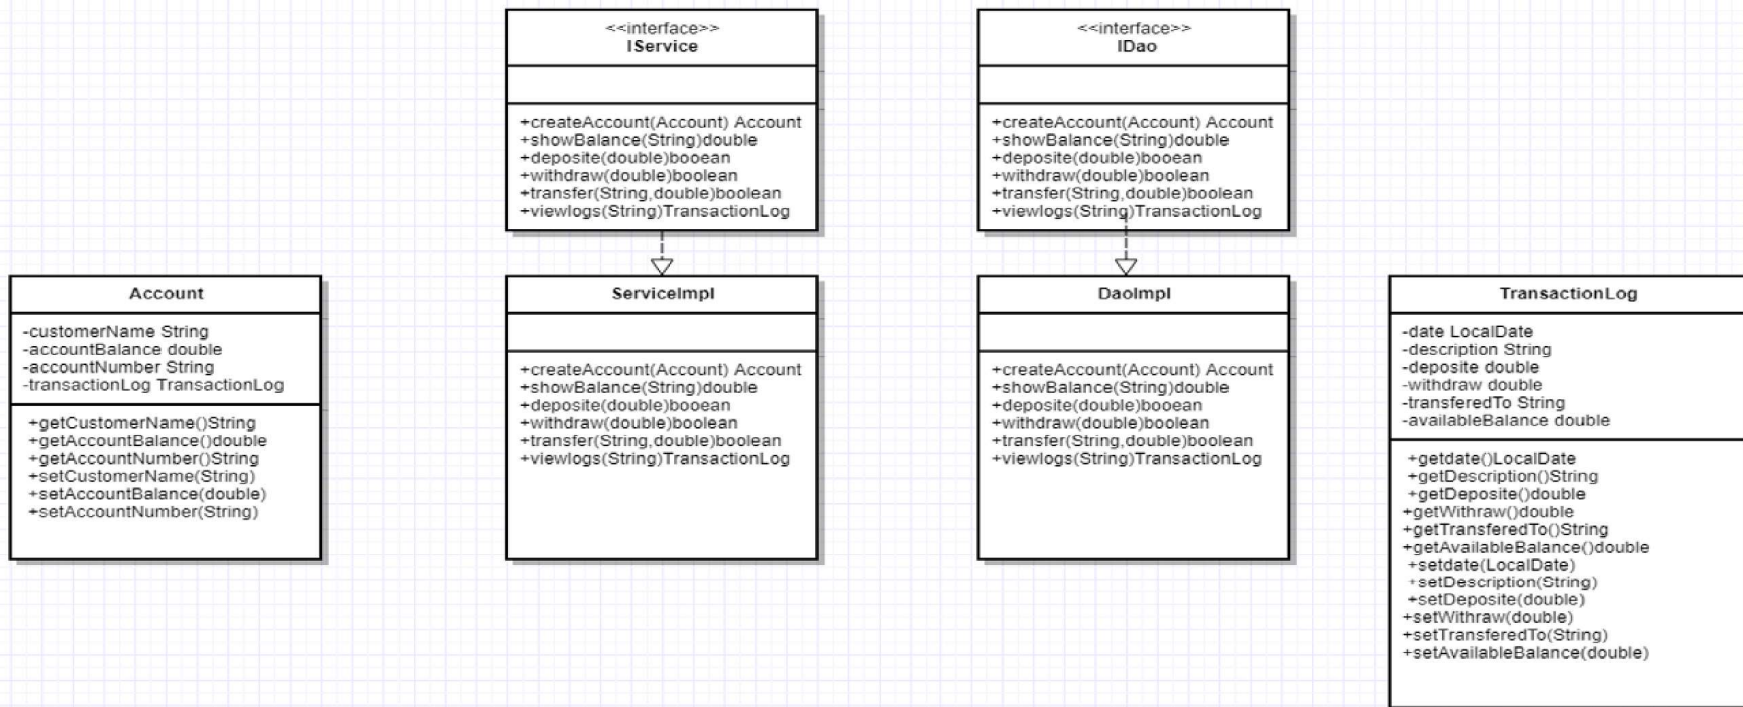 <<interface>>
IService
+createAccount(Account) Account
+showBalance(String)double
+deposite(double)booean
+withdraw(double)boolean
+transfer(String,double)boolean
+viewlogs(String)TransactionLog
<<interface>>
IDao
+createAccount(Account) Account
+showBalance(String)double
+deposite(double)booean
+withdraw(double)boolean
+transfer(String,double)boolean
+viewlogs(String)TransactionLog
Account
-customerName String
-accountBalance double
-accountNumber String
-transactionLog TransactionLog
+getCustomerName()String
+getAccountBalance()double
+getAccountNumber()String
+setCustomerName(String)
+setAccountBalance(double)
+setAccountNumber(String)
ServiceImpl
+createAccount(Account) Account
+showBalance(String)double
+deposite(double)booean
+withdraw(double)boolean
+transfer(String,double)boolean
+viewlogs(String)TransactionLog
DaoImpl
+createAccount(Account) Account
+showBalance(String)double
+deposite(double)booean
+withdraw(double)boolean
+transfer(String,double)boolean
+viewlogs(String)TransactionLog
TransactionLog
-date LocalDate
-description String
-deposite double
-withdraw double
-transferedTo String
-availableBalance double
+getdate()LocalDate
+getDescription()String
+getDeposite()double
+getWithraw()double
+getTransferedTo()String
+getAvailableBalance()double
+setdate(LocalDate)
+setDescription(String)
+setDeposite(double)
+setWithraw(double)
+setTransferedTo(String)
+setAvailableBalance(double)